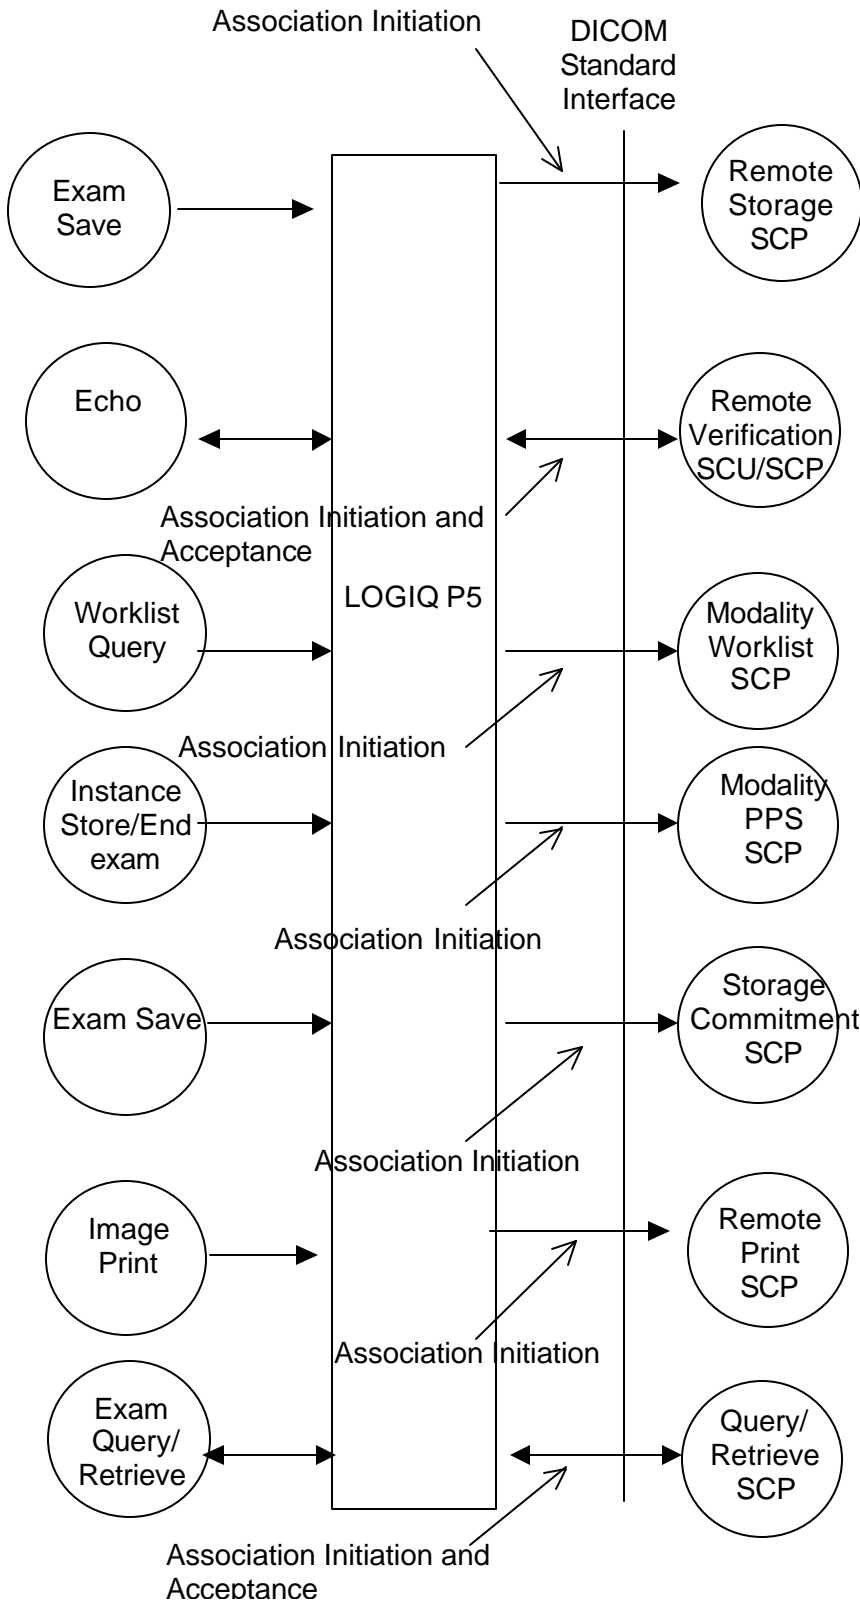 Association Initiation
DICOM
Standard
Interface
Exam
Save
Remote
Storage
SCP
Echo
Remote
Verification
SCU/SCP
Association Initiation and
Acceptance
Worklist
Query
LOGIQ P5
Modality
Worklist
SCP
Association Initiation
Instance
Store/End
exam
Modality
PPS
SCP
Association Initiation
Exam Save
Storage
Commitment
SCP
Association Initiation
Image
Print
Remote
Print
SCP
Association Initiation
Exam
Query/
Retrieve
Query/
Retrieve
SCP
Association Initiation and
Acceptance